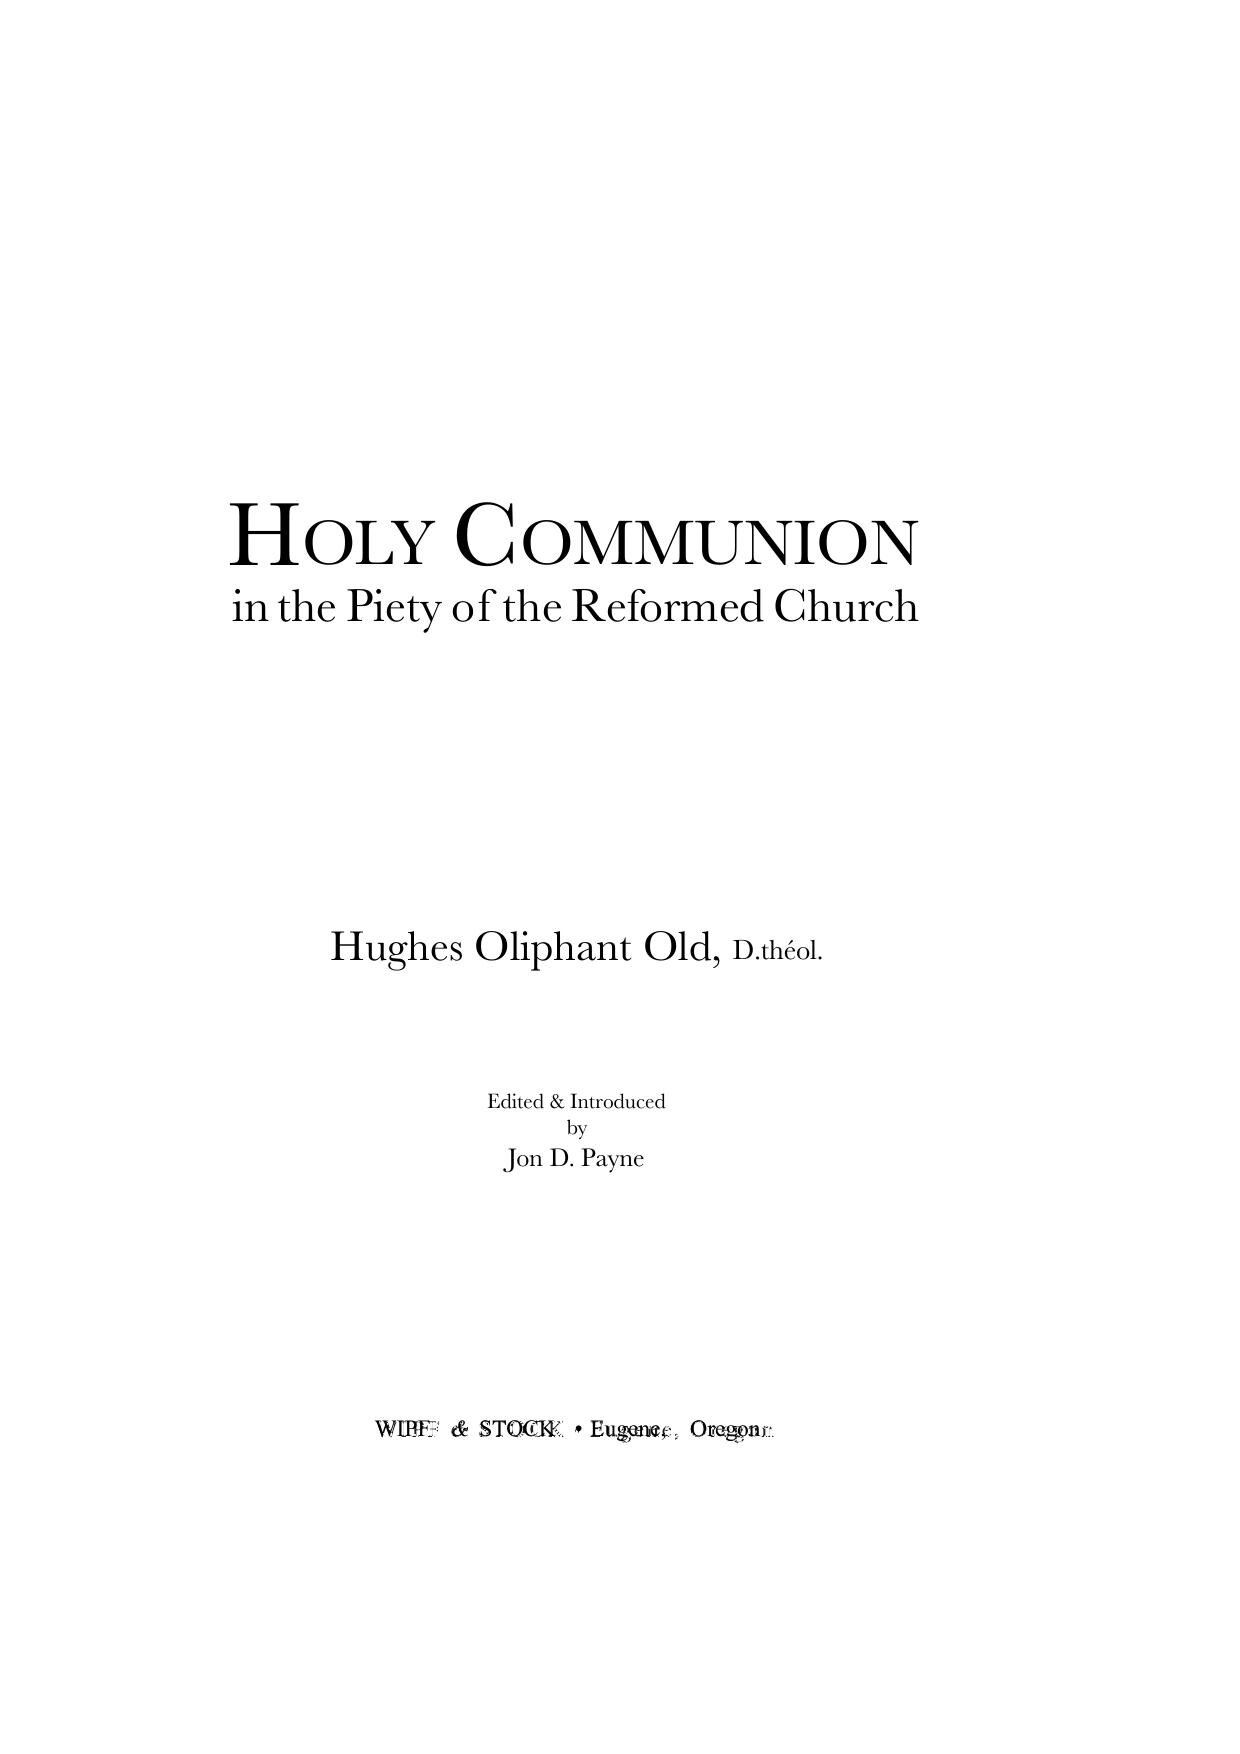 HOLY COMMUNION
in the Piety of the Reformed Church
Hughes Oliphant Old, D.théol.
Edited & Introduced
by
Jon D. Payne
WIPF & STOCK • Eugene, Oregon